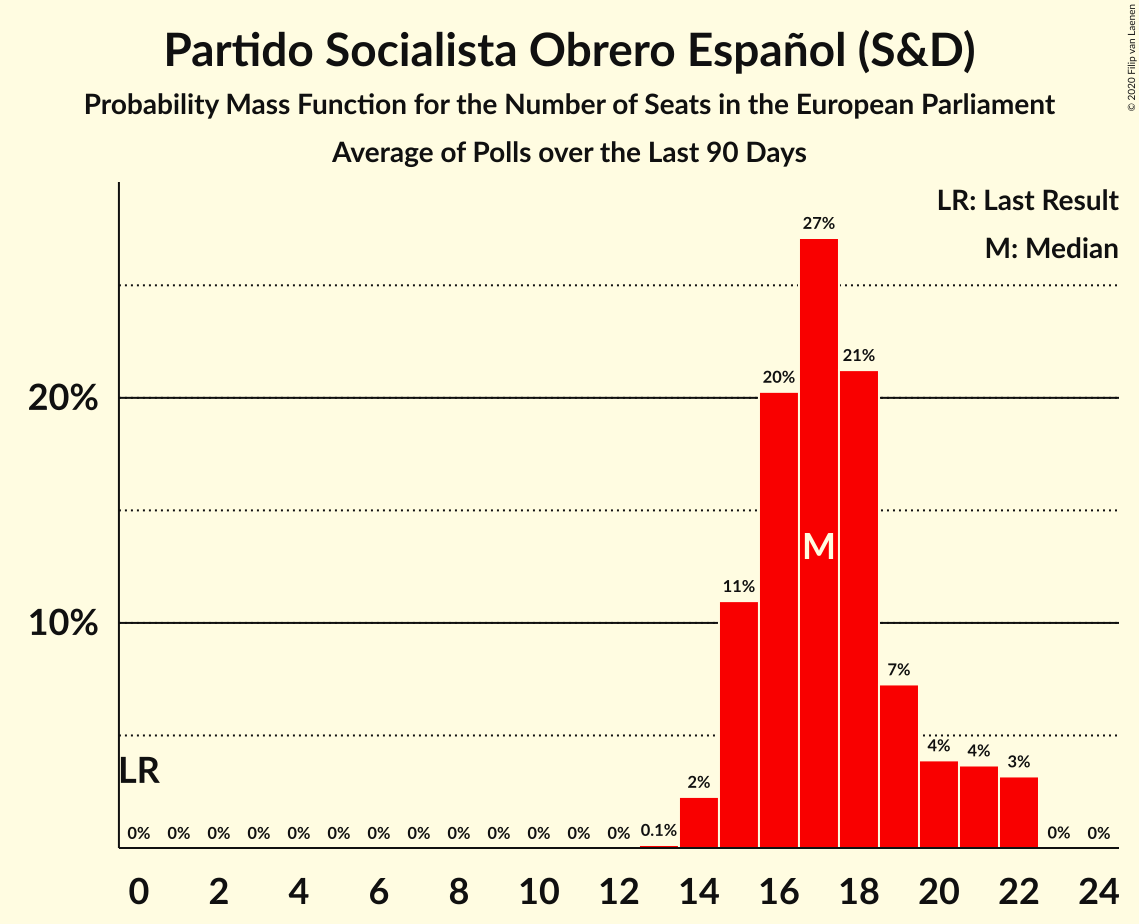 Partido Socialista Obrero Español (S&D)
Probability Mass Function for the Number of Seats in the European Parliament
Average of Polls over the Last 90 Days
© 2020 Filip van Laenen
LR: Last Result
M: Median
27%
21%
20%
20%
M
11%
10%
7%
4% 4% 3%
LR
2%
0% 0% 0% 0% 0% 0% 0% 0% 0% 0% 0% 0% 0% 0.1% 0% 0%
0 2 4 6 8 10 12 14 16 18 20 22 24